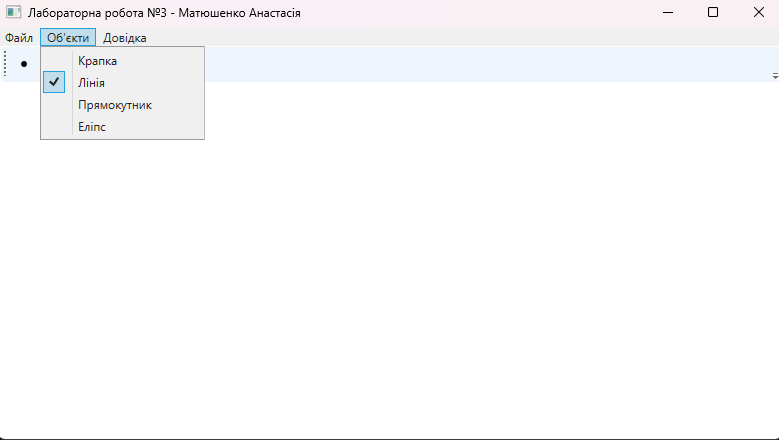 Лабораторна робота №3 - Матюшенко Анастасія
Файл Об'єкти Довідка
Крапка
Лінія
Прямокутник
Еліпс